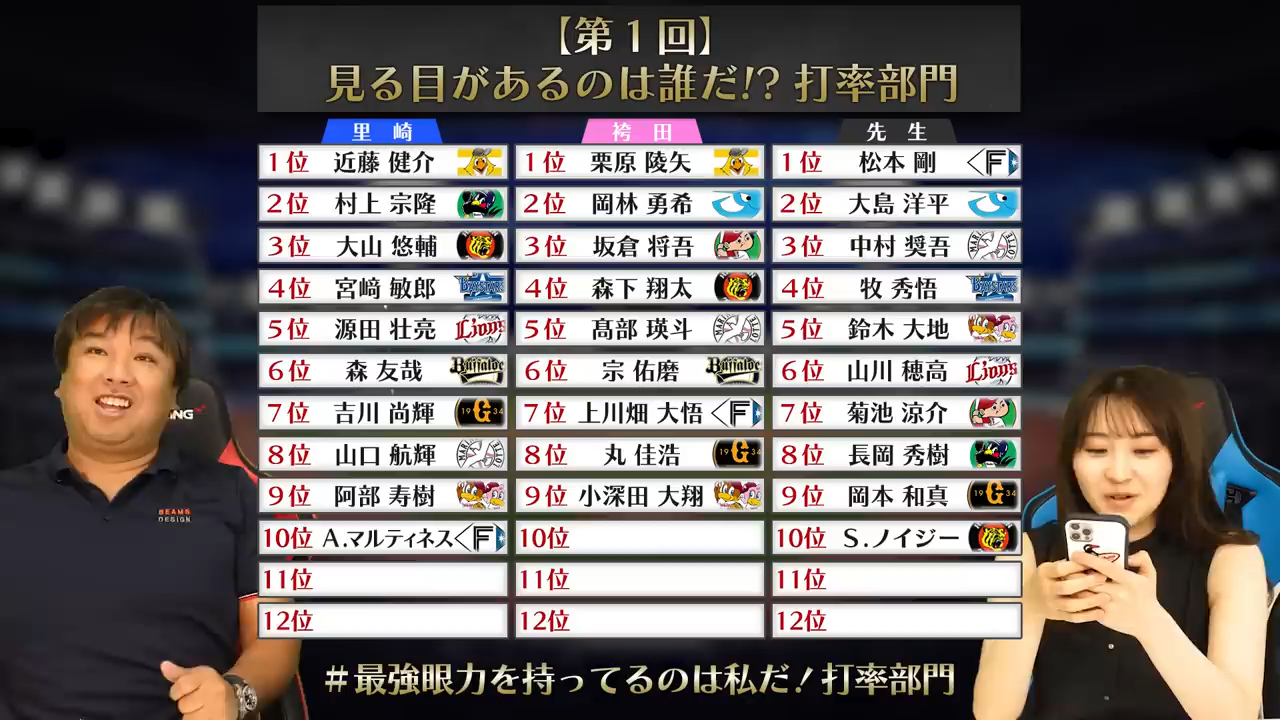 【第1回】
見る目があるのは誰だ!? 打率部門
里崎
1位 近藤 健介
2位 村上 宗隆
3位 大山 悠輔
4位 宮﨑 敏郎
5位 源田 壮亮
6位 森 友哉
7位 吉川 尚輝
8位 山口 航輝
9位 阿部 寿樹
10位 A.マルティネス
11位
12位
袴田
1位 栗原 陵矢
2位 岡林 勇希
3位 坂倉 将吾
4位 森下 翔太
5位 髙部 瑛斗
6位 宗 佑磨
7位 上川畑 大悟
8位 丸 佳浩
9位 小深田 大翔
10位
11位
12位
先生
1位 松本 剛
2位 大島 洋平
3位 中村 奨吾
4位 牧 秀悟
5位 鈴木 大地
6位 山川 穂高
7位 菊池 涼介
8位 長岡 秀樹
9位 岡本 和真
10位 S.ノイジー
11位
12位
#最強眼力を持ってるのは私だ!打率部門
BEAMS
DESIGN